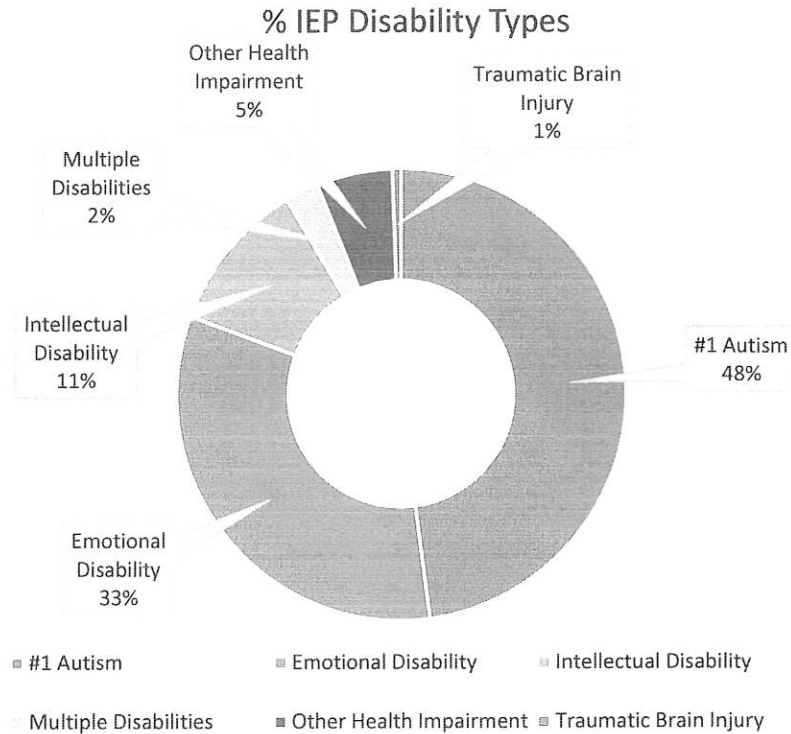 % IEP Disability Types
Other Health
Impairment
5%
Traumatic Brain
Injury
1%
Multiple
Disabilities
2%
Intellectual
Disability
11%
#1 Autism
48%
Emotional
Disability
33%
#1 Autism
Emotional Disability
Intellectual Disability
Multiple Disabilities
Other Health Impairment
Traumatic Brain Injury